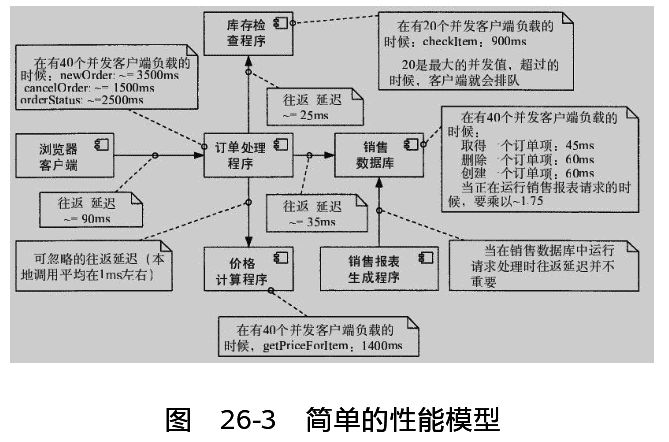 库存检
查程序
在有20个并发客户端负载的
时候：checkItem；900ms
20是最大的并发值，超过的
时候，客户端就会排队
在有40个并发客户端负载的
时候；newOrder: ~= 3500ms
cancelOrder: ~= 1500ms
orderStatus: ~=2500ms
往返 延迟
~= 25ms
在有40个并发客户端负载的
时候：
取得 一个订单项；45ms
删除 一个订单项；60ms
创建 一个订单项；60ms
当正在运行销售报表请求的时
候，要乘以~1.75
浏览器
客户端
订单处理
程序
销售
数据库
往返 延迟
~= 90ms
往返 延迟
~= 35ms
可忽略的往返延迟（本
地调用平均在1ms左右）
价格
计算程序
销售报表
生成程序
当在销售数据库中运行
请求处理时往返延迟并不
重要
在有40个并发客户端负载的
时候，getPriceForItem；1400ms
图 26-3 简单的性能模型